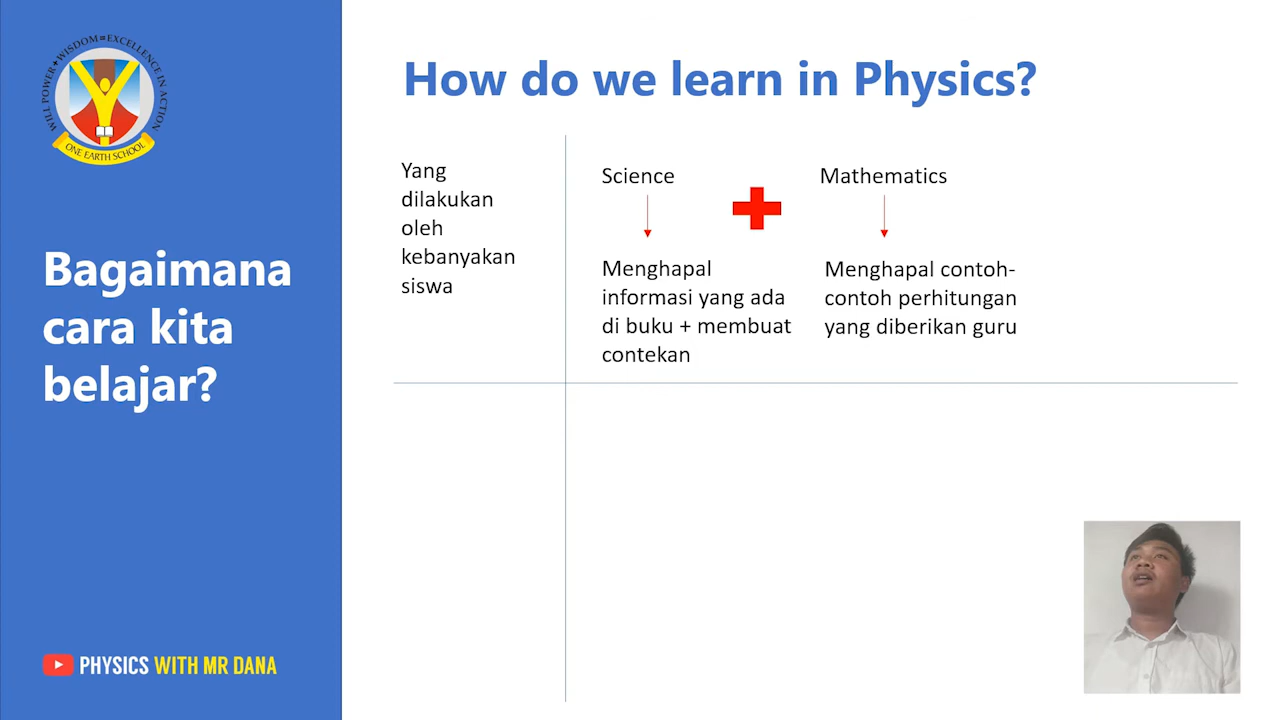 WILL POWER+WISDOM=EXCELLENCE IN ACTION
ONE EARTH SCHOOL
Bagaimana
cara kita
belajar?
PHYSICS WITH MR DANA
How do we learn in Physics?
Yang
dilakukan
oleh
kebanyakan
siswa
Science
Menghapal
informasi yang ada
di buku + membuat
contekan
Mathematics
Menghapal contoh-
contoh perhitungan
yang diberikan guru